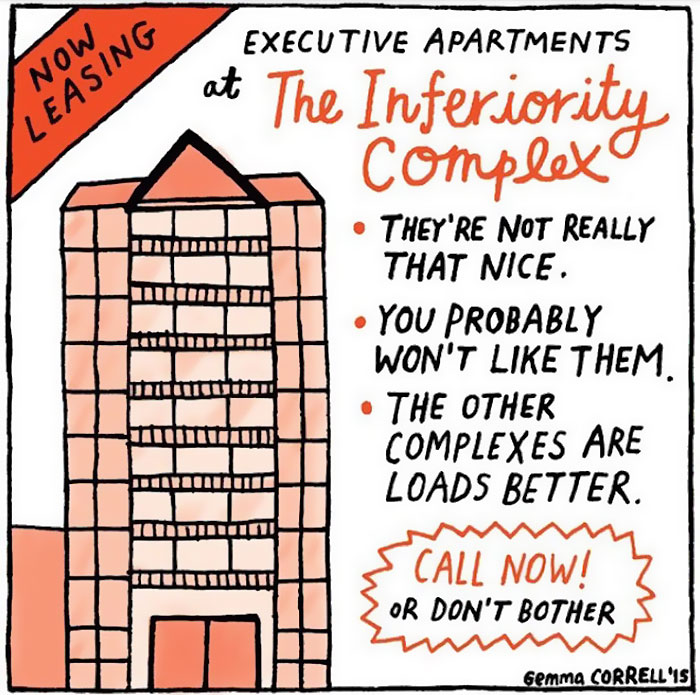 NOW
LEASING
EXECUTIVE APARTMENTS
at The Inferiority
Complex
• THEY'RE NOT REALLY
THAT NICE.
• YOU PROBABLY
WON'T LIKE THEM.
• THE OTHER
COMPLEXES ARE
LOADS BETTER.
CALL NOW!
OR DON'T BOTHER
Gemma CORRELL '15